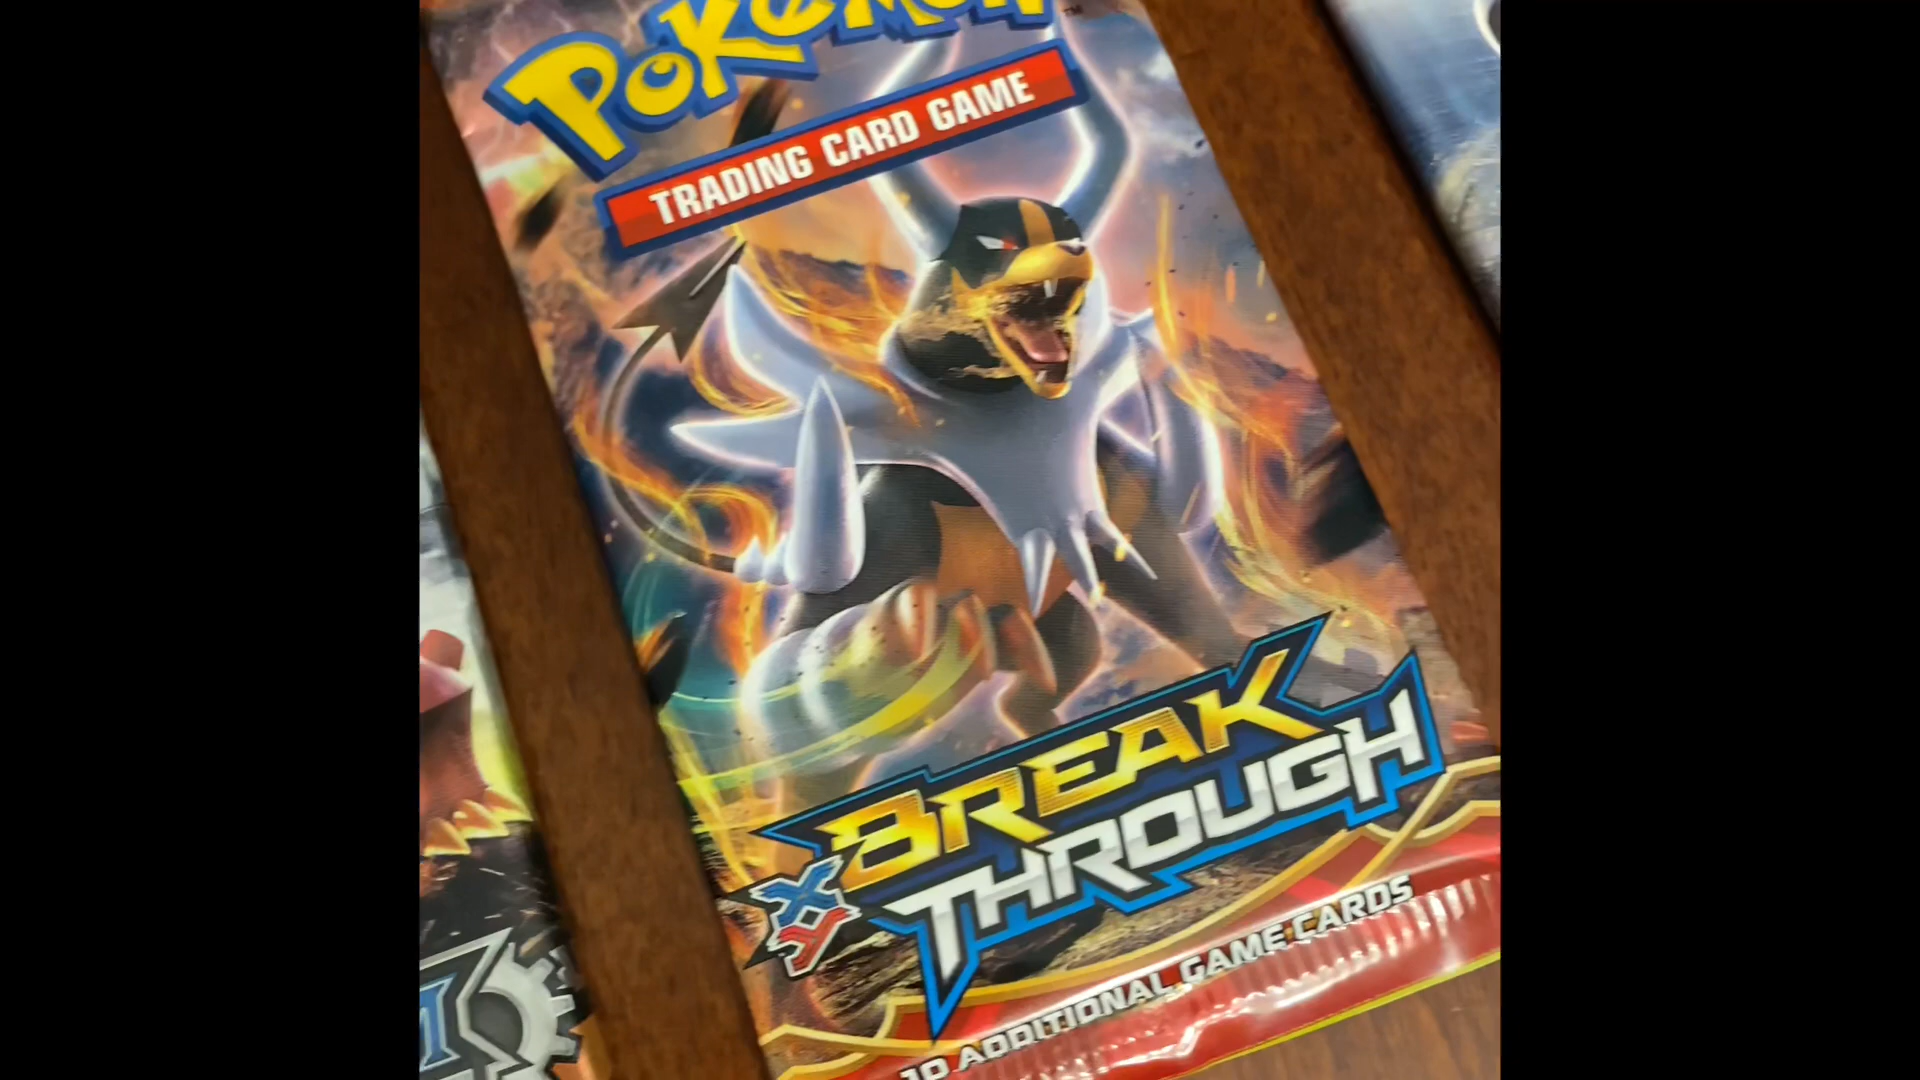 Pokémon
TRADING CARD GAME
BREAK
THROUGH
XY
10 ADDITIONAL GAME CARDS